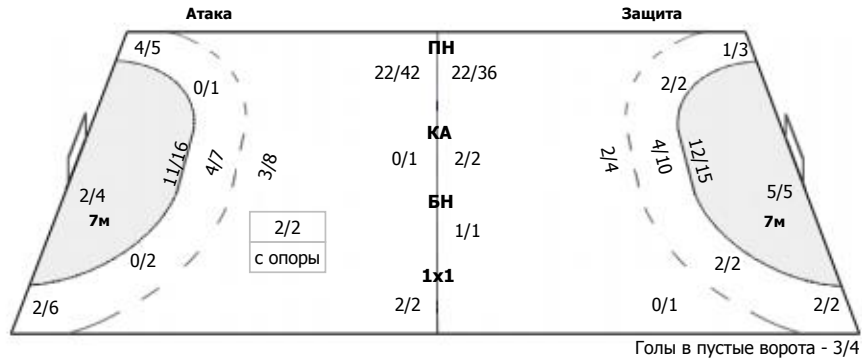 Атака
Защита
4/5
ПН
1/3
22/42
22/36
0/1
2/2
КА
11/16
4/7
3/8
0/1
2/2
2/4
4/10
12/15
2/4
7м
5/5
7м
БН
2/2
1/1
с опоры
0/2
2/2
1x1
2/6
2/2
0/1
2/2
Голы в пустые ворота - 3/4